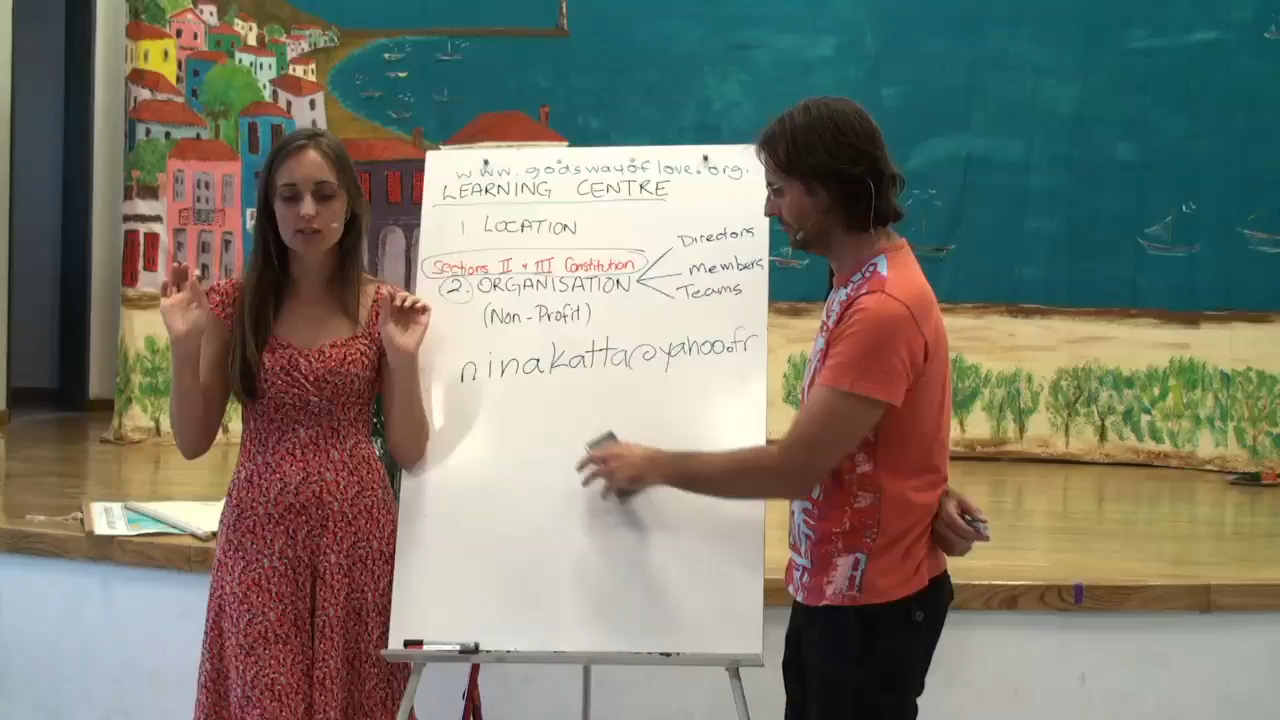 www.godswayoflove.org.
LEARNING CENTRE
1 LOCATION
Sections II + III Constitution
2. ORGANISATION
Directors
Members
Teams
(Non-Profit)
ninakatta@yahoo.fr